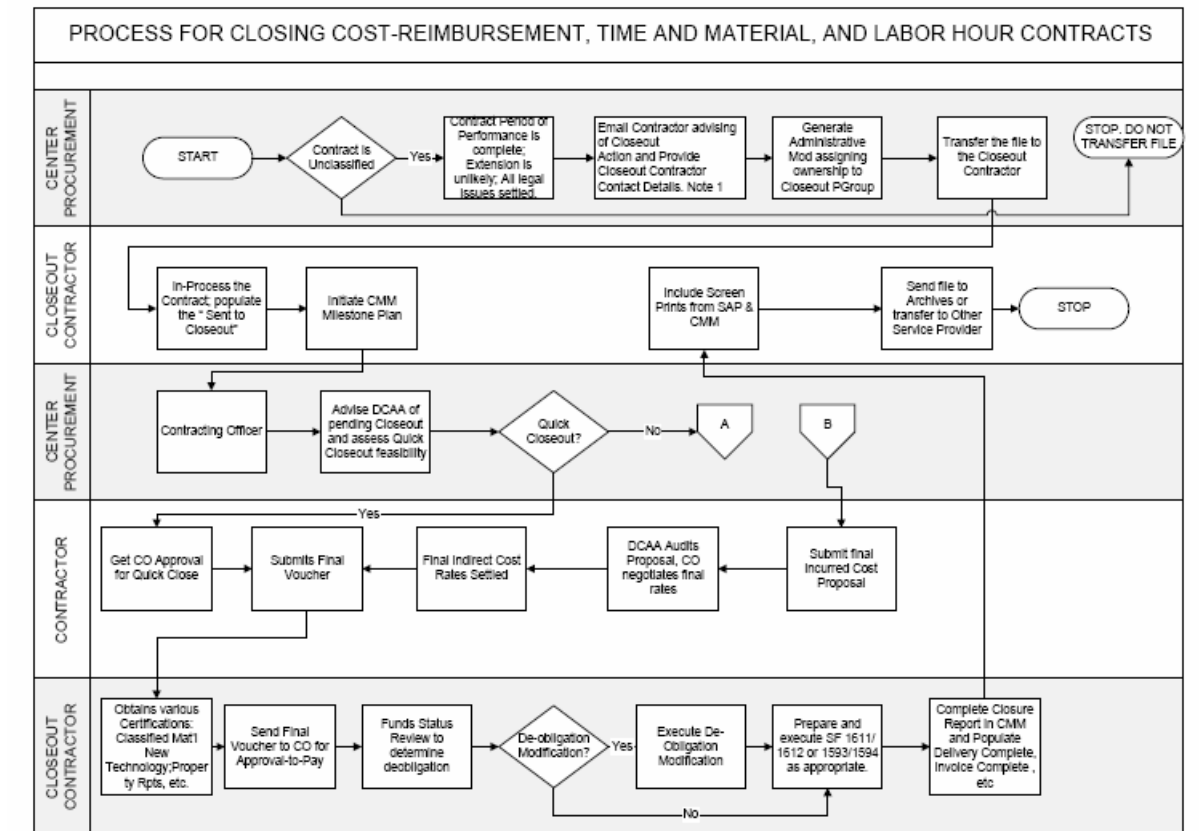 PROCESS FOR CLOSING COST-REIMBURSEMENT, TIME AND MATERIAL, AND LABOR HOUR CONTRACTS
CENTER
PROCUREMENT
START
Contract is
Unclassified
Yes
Contract Period of
Performance is
complete;
Extension is
unlikely; All legal
issues settled.
Email Contractor advising
of Closeout
Action and Provide
Closeout Contractor
Contact Details. Note 1
Generate
Administrative
Mod assigning
ownership to
Closeout PGroup
Transfer the file to
the Closeout
Contractor
STOP. DO NOT
TRANSFER FILE
CLOSEOUT
CONTRACTOR
In-Process the
Contract; populate
the " Sent to
Closeout"
Initiate CMM
Milestone Plan
Include Screen
Prints from SAP &
CMM
Send file to
Archives or
transfer to Other
Service Provider
STOP
CENTER
PROCUREMENT
Contracting Officer
Advise DCAA of
pending Closeout
and assess Quick
Closeout feasibility
Quick
Closeout?
No
A
B
Yes
CONTRACTOR
Get CO Approval
for Quick Close
Submits Final
Voucher
Final Indirect Cost
Rates Settled
DCAA Audits
Proposal, CO
negotiates final
rates
Submit final
Incurred Cost
Proposal
CLOSEOUT
CONTRACTOR
Obtains various
Certifications:
Classified Mat'l
New
Technology;Proper
ty Rpts, etc.
Send Final
Voucher to CO for
Approval-to-Pay
Funds Status
Review to
determine
deobligation
De-obligation
Modification?
Yes
Execute De-
Obligation
Modification
Prepare and
execute SF 1611/
1612 or 1593/1594
as appropriate.
Complete Closure
Report in CMM
and Populate
Delivery Complete,
Invoice Complete ,
etc
No